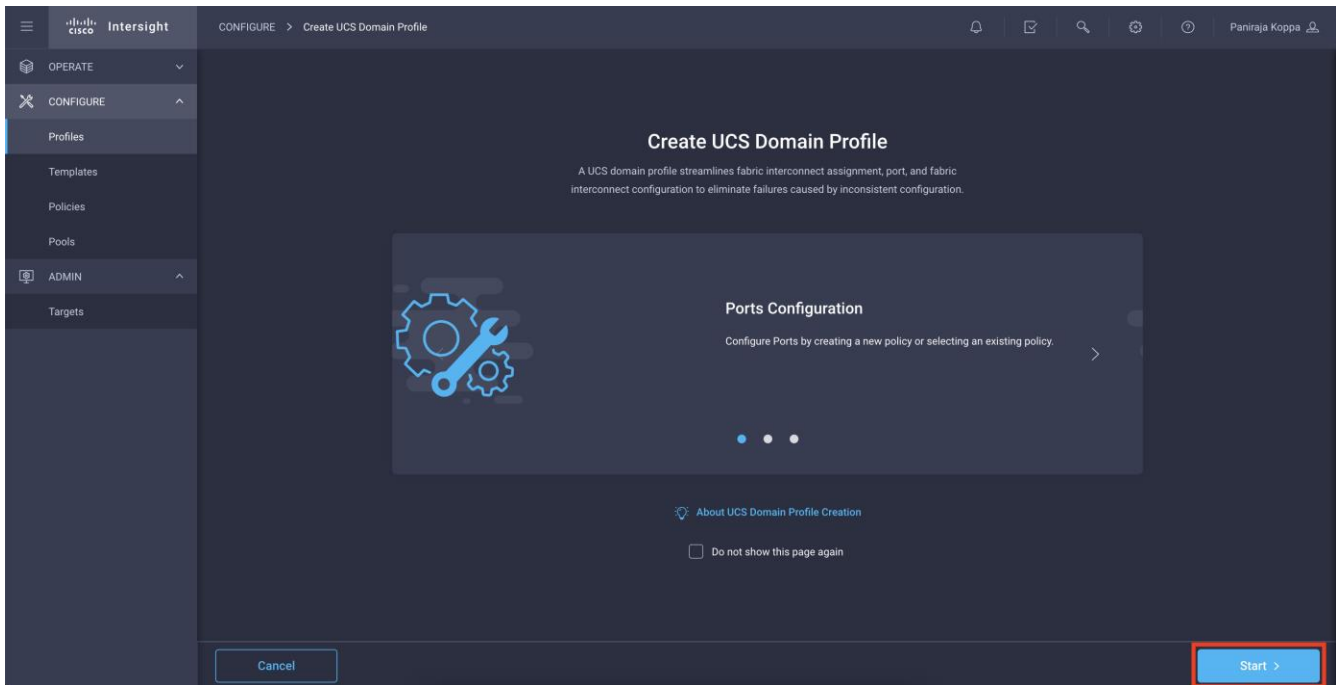 cisco Intersight
CONFIGURE > Create UCS Domain Profile
Paniraja Koppa
OPERATE
CONFIGURE
Profiles
Templates
Policies
Pools
ADMIN
Targets
Create UCS Domain Profile
A UCS domain profile streamlines fabric interconnect assignment, port, and fabric
interconnect configuration to eliminate failures caused by inconsistent configuration.
Ports Configuration
Configure Ports by creating a new policy or selecting an existing policy.
About UCS Domain Profile Creation
Do not show this page again
Cancel
Start >